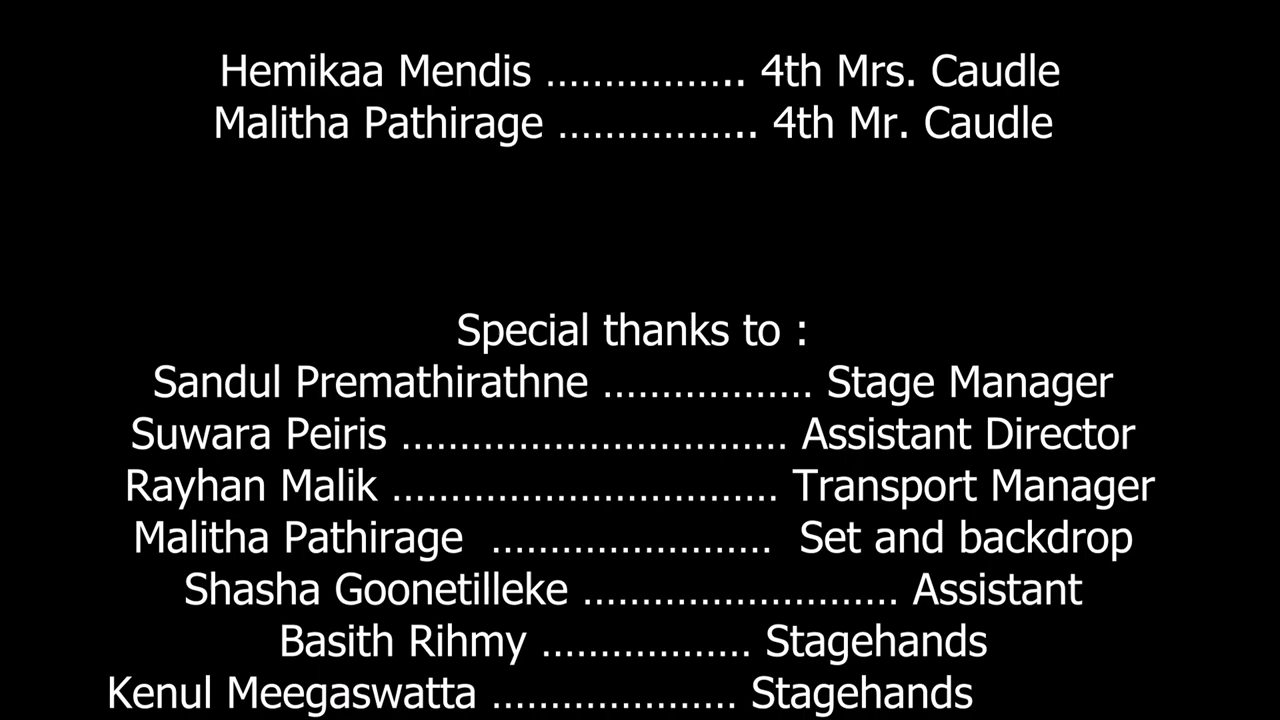 Hemikaa Mendis …………….. 4th Mrs. Caudle
Malitha Pathirage …………….. 4th Mr. Caudle
Special thanks to :
Sandul Premathirathne ……………… Stage Manager
Suwara Peiris …………………………… Assistant Director
Rayhan Malik …………………………… Transport Manager
Malitha Pathirage …………………… Set and backdrop
Shasha Goonetilleke ……………………… Assistant
Basith Rihmy ……………… Stagehands
Kenul Meegaswatta ………………… Stagehands